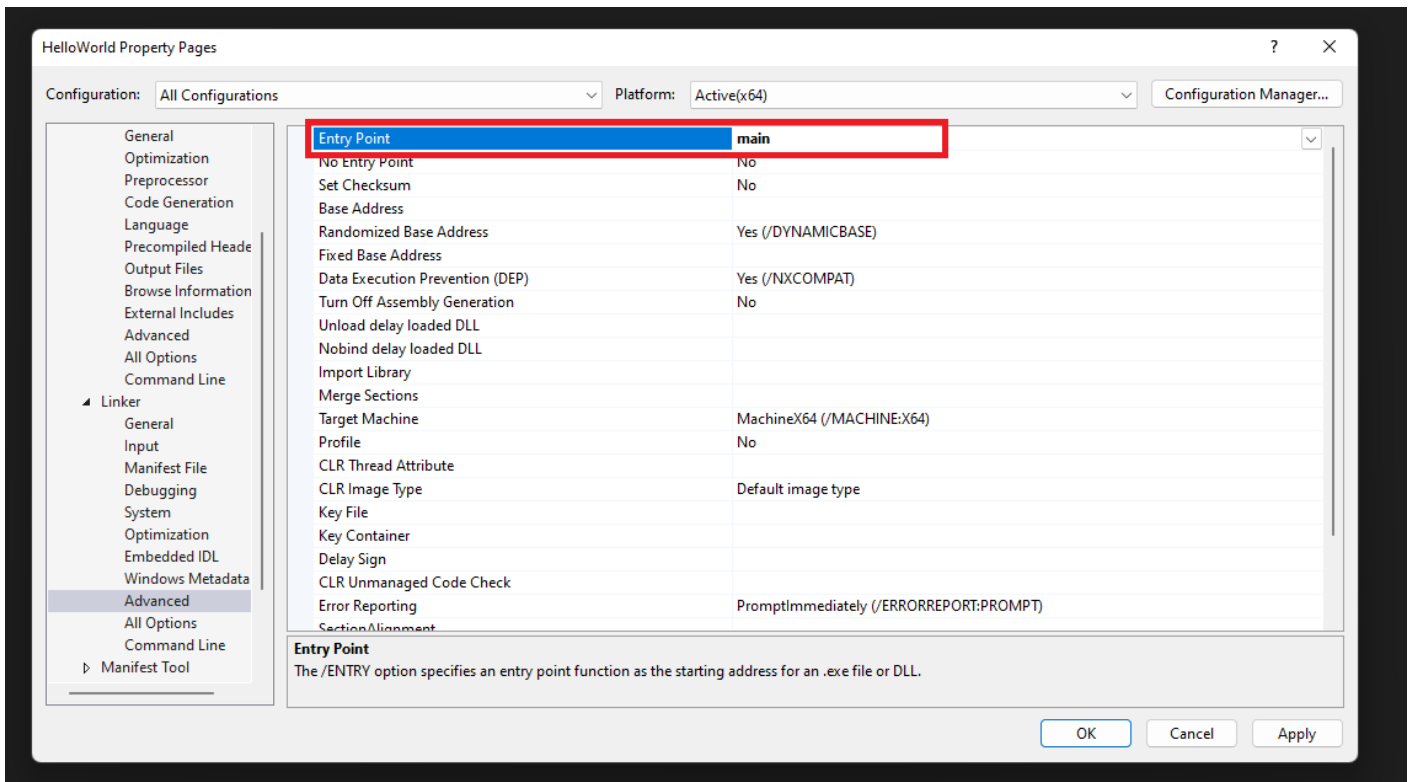 HelloWorld Property Pages ?
Configuration: All Configurations Platform: Active(x64) Configuration Manager...
General
Optimization
Preprocessor
Code Generation
Language
Precompiled Heade
Output Files
Browse Information
External Includes
Advanced
All Options
Command Line
Linker
General
Input
Manifest File
Debugging
System
Optimization
Embedded IDL
Windows Metadata
Advanced
All Options
Command Line
Manifest Tool
Entry Point main
No Entry Point No
Set Checksum No
Base Address
Randomized Base Address Yes (/DYNAMICBASE)
Fixed Base Address
Data Execution Prevention (DEP) Yes (/NXCOMPAT)
Turn Off Assembly Generation No
Unload delay loaded DLL
Nobind delay loaded DLL
Import Library
Merge Sections
Target Machine MachineX64 (/MACHINE:X64)
Profile No
CLR Thread Attribute
CLR Image Type Default image type
Key File
Key Container
Delay Sign
CLR Unmanaged Code Check
Error Reporting PromptImmediately (/ERRORREPORT:PROMPT)
SectionAlignment
Entry Point
The /ENTRY option specifies an entry point function as the starting address for an .exe file or DLL.
OK Cancel Apply